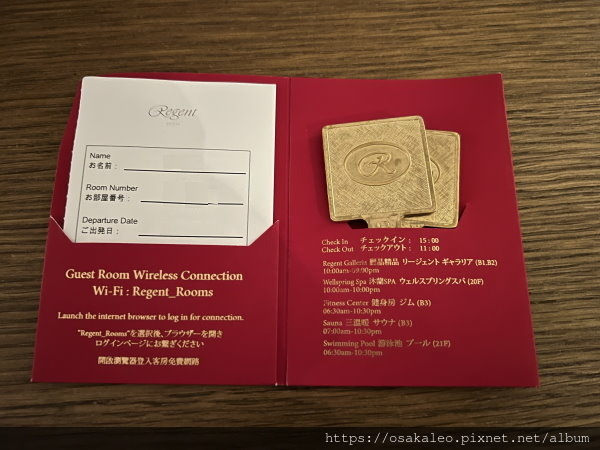 Regent
Name
お名前：
Room Number
お部屋番号：
Departure Date
ご出発日：
Guest Room Wireless Connection
Wi-Fi : Regent_Rooms
Launch the internet browser to log in for connection.
"Regent_Rooms"を選択後、ブラウザーを開き
ログインページにお繋ぎください
開啟瀏覽器登入客房免費網路
R
Check In チェックイン： 15：00
Check Out チェックアウト： 11：00
Regent Galleria 麗晶精品 リージェント ギャラリア (B1,B2)
10:00am-09:00pm
Wellspring Spa 沐蘭SPA ウェルスプリングスパ (20F)
10:00am-10:00pm
Fitness Center 健身房 ジム (B3)
06:30am-10:30pm
Sauna 三溫暖 サウナ (B3)
07:00am-10:30pm
Swimming Pool 游泳池 プール (21F)
06:30am-10:30pm
https://osakaleo.pixnet.net/album